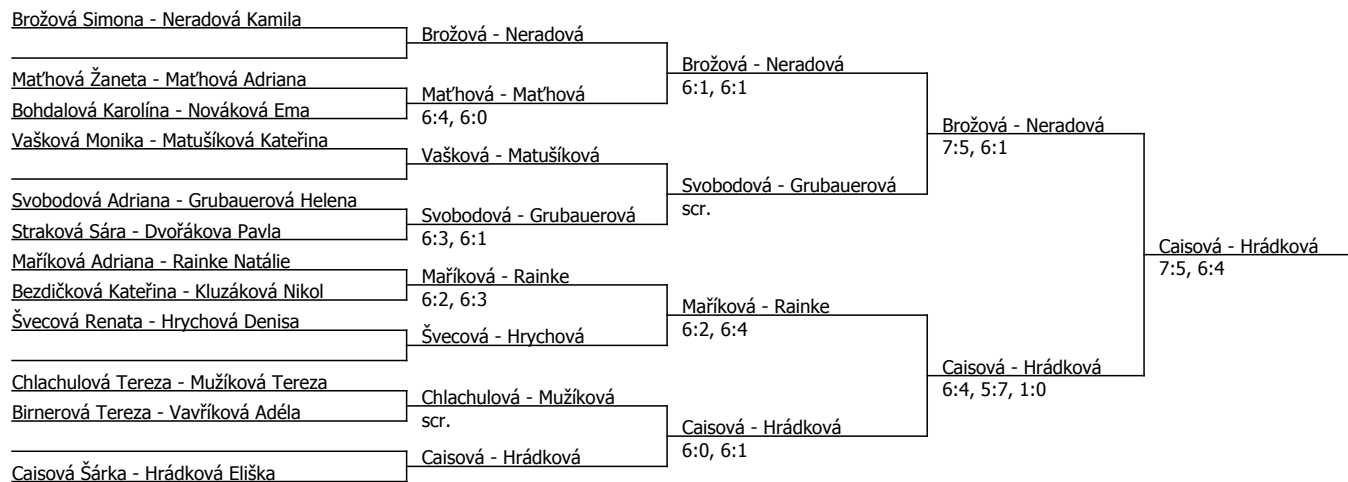 Brožová Simona - Neradová Kamila
Maťhová Žaneta - Maťhová Adriana
Bohdalová Karolína - Nováková Ema
Vašková Monika - Matušíková Kateřina
Svobodová Adriana - Grubauerová Helena
Straková Sára - Dvořákova Pavla
Maříková Adriana - Rainke Natálie
Bezdičková Kateřina - Kluzáková Nikol
Švecová Renata - Hrychová Denisa
Chlachulová Tereza - Mužíková Tereza
Birnerová Tereza - Vavříková Adéla
Caisová Šárka - Hrádková Eliška
Brožová - Neradová
Maťhová - Maťhová
6:4, 6:0
Vašková - Matušíková
Svobodová - Grubauerová
6:3, 6:1
Maříková - Rainke
6:2, 6:3
Švecová - Hrychová
Chlachulová - Mužíková
scr.
Caisová - Hrádková
Brožová - Neradová
6:1, 6:1
Svobodová - Grubauerová
scr.
Maříková - Rainke
6:2, 6:4
Caisová - Hrádková
6:0, 6:1
Brožová - Neradová
7:5, 6:1
Caisová - Hrádková
6:4, 5:7, 1:0
Caisová - Hrádková
7:5, 6:4